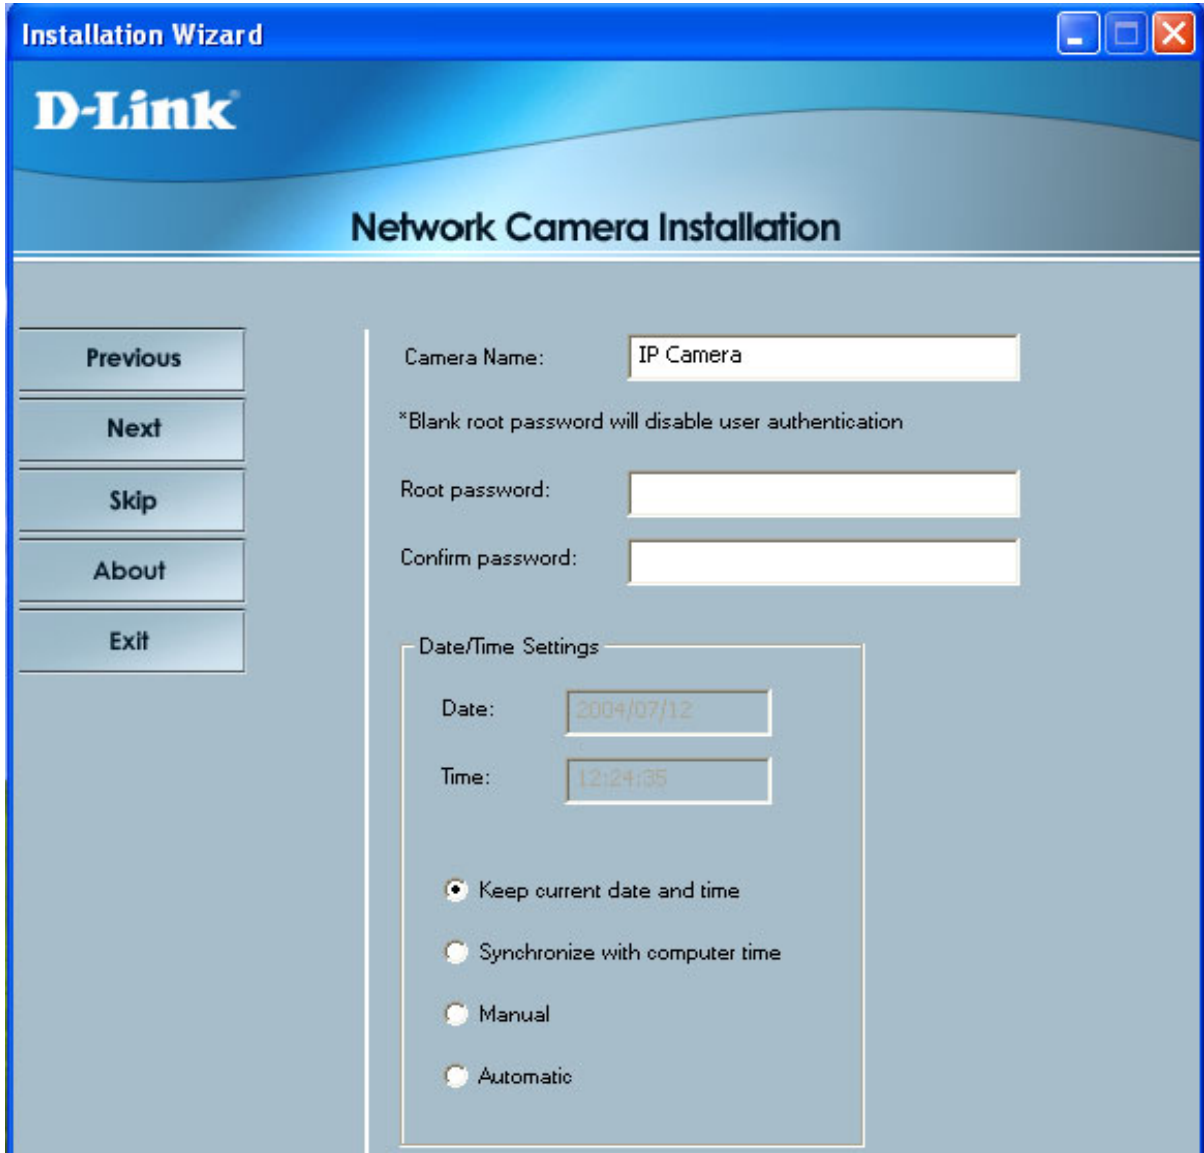 Installation Wizard
D-Link
Network Camera Installation
Previous
Next
Skip
About
Exit
Camera Name: IP Camera
*Blank root password will disable user authentication
Root password:
Confirm password:
Date/Time Settings
Date: 2004/07/12
Time: 12:24:35
Keep current date and time
Synchronize with computer time
Manual
Automatic